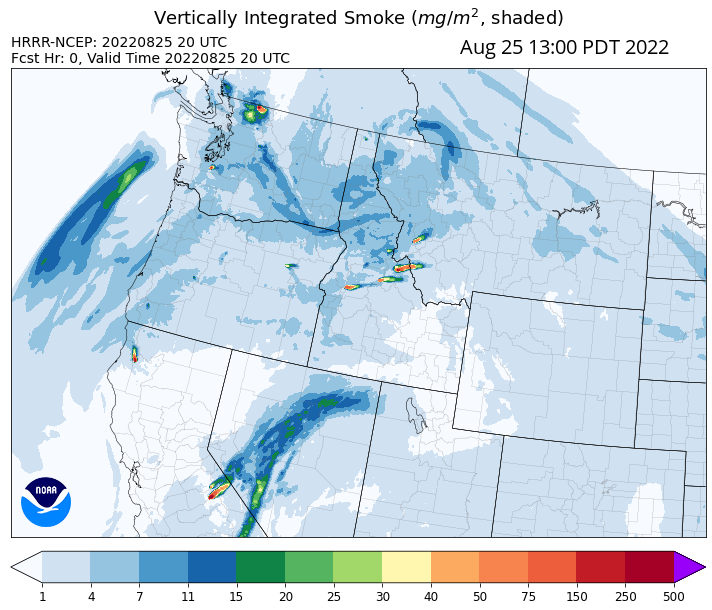 Vertically Integrated Smoke (mg/m², shaded)
HRRR-NCEP: 20220825 20 UTC
Aug 25 13:00 PDT 2022
Fcst Hr: 0, Valid Time 20220825 20 UTC
NOAA
1 4 7 11 15 20 25 30 40 50 75 150 250 500